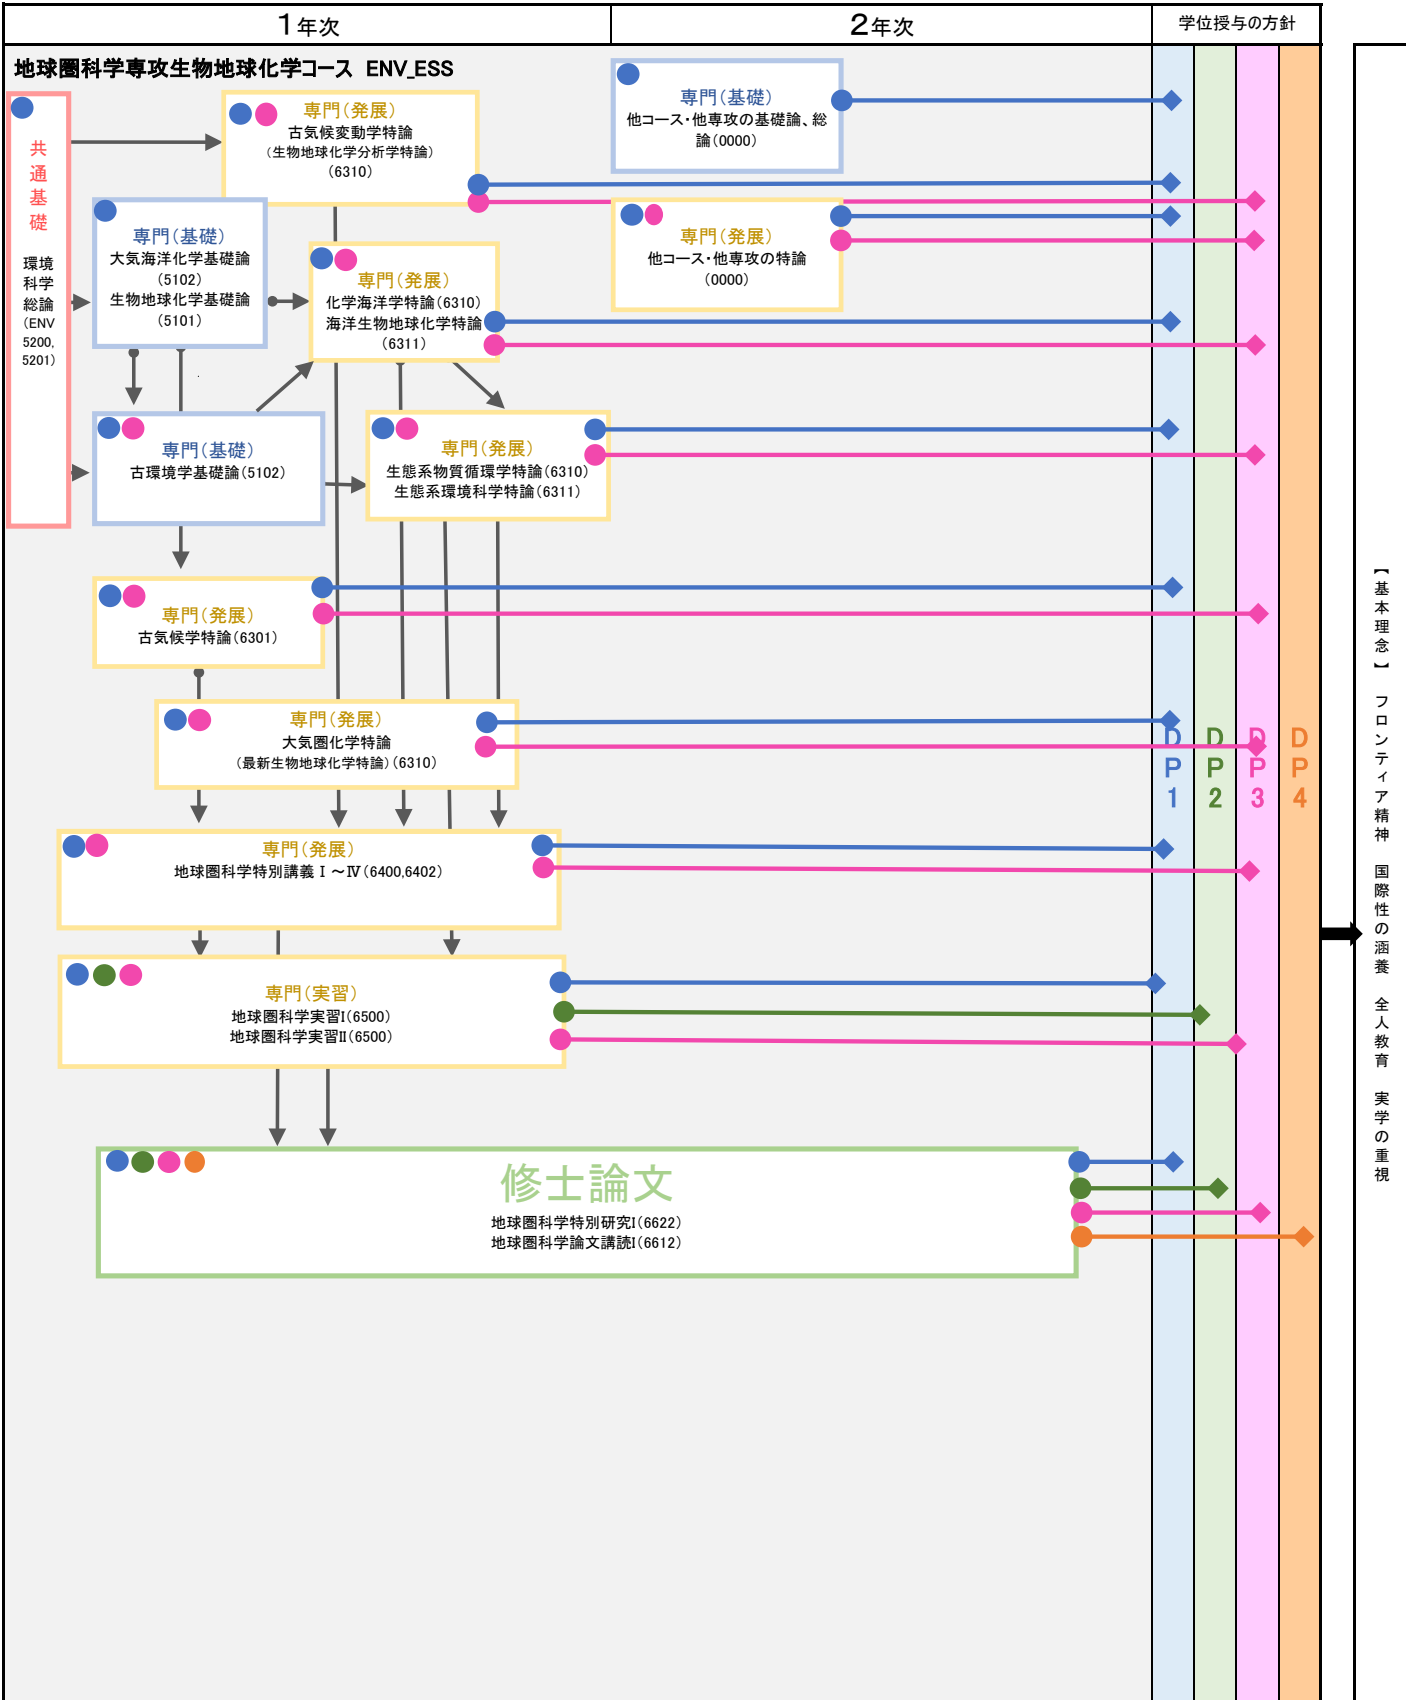 1年次
2年次
学位授与の方針
地球圏科学専攻生物地球化学コース ENV_ESS
共通基礎
環境
科学
総論
(ENV
5200,
5201)
専門(発展)
古気候変動学特論
(生物地球化学分析学特論)
(6310)
専門(基礎)
他コース・他専攻の基礎論、総
論(0000)
専門(基礎)
大気海洋化学基礎論
(5102)
生物地球化学基礎論
(5101)
専門(発展)
化学海洋学特論(6310)
海洋生物地球化学特論
(6311)
専門(発展)
他コース・他専攻の特論
(0000)
専門(基礎)
古環境学基礎論(5102)
専門(発展)
生態系物質循環学特論(6310)
生態系環境科学特論(6311)
専門(発展)
古気候学特論(6301)
専門(発展)
大気圏化学特論
(最新生物地球化学特論)(6310)
専門(発展)
地球圏科学特別講義Ⅰ～Ⅳ(6400,6402)
専門(実習)
地球圏科学実習I(6500)
地球圏科学実習II(6500)
修士論文
地球圏科学特別研究I(6622)
地球圏科学論文講読I(6612)
DP1
DP2
DP3
DP4
【基本理念】 フロンティア精神 国際性の涵養 全人教育 実学の重視